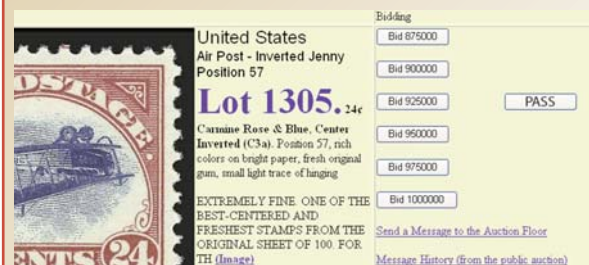 Bidding
United States
Air Post - Inverted Jenny
Position 57
Lot 1305. 24c
Carmine Rose & Blue, Center
Inverted (C3a). Position 57, rich
colors on bright paper, fresh original
gum, small light trace of hinging
EXTREMELY FINE. ONE OF THE
BEST-CENTERED AND
FRESHEST STAMPS FROM THE
ORIGINAL SHEET OF 100. FOR
TH (Image)
Bid 875000
Bid 900000
Bid 925000
PASS
Bid 950000
Bid 975000
Bid 1000000
Send a Message to the Auction Floor
Message History (from the public auction)
POSTAGE
CENTS 24